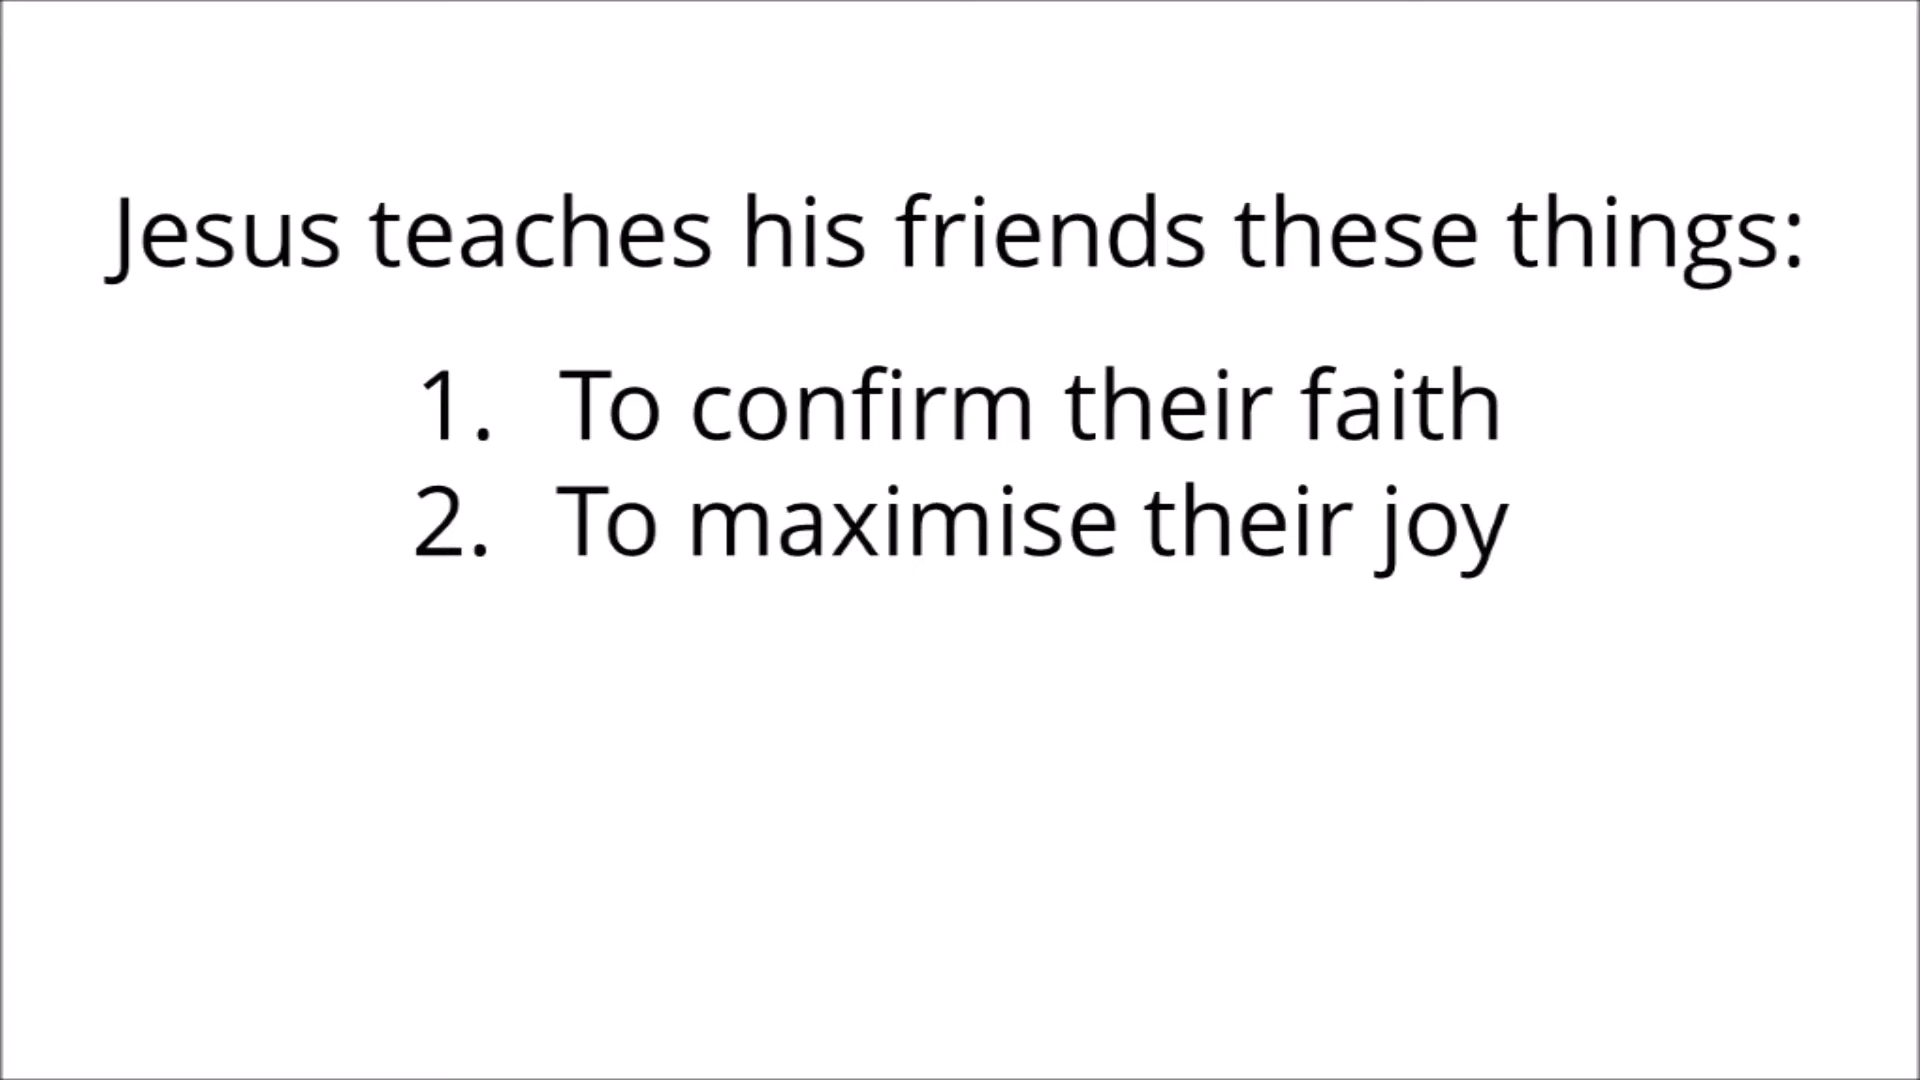 Jesus teaches his friends these things:
1. To confirm their faith
2. To maximise their joy